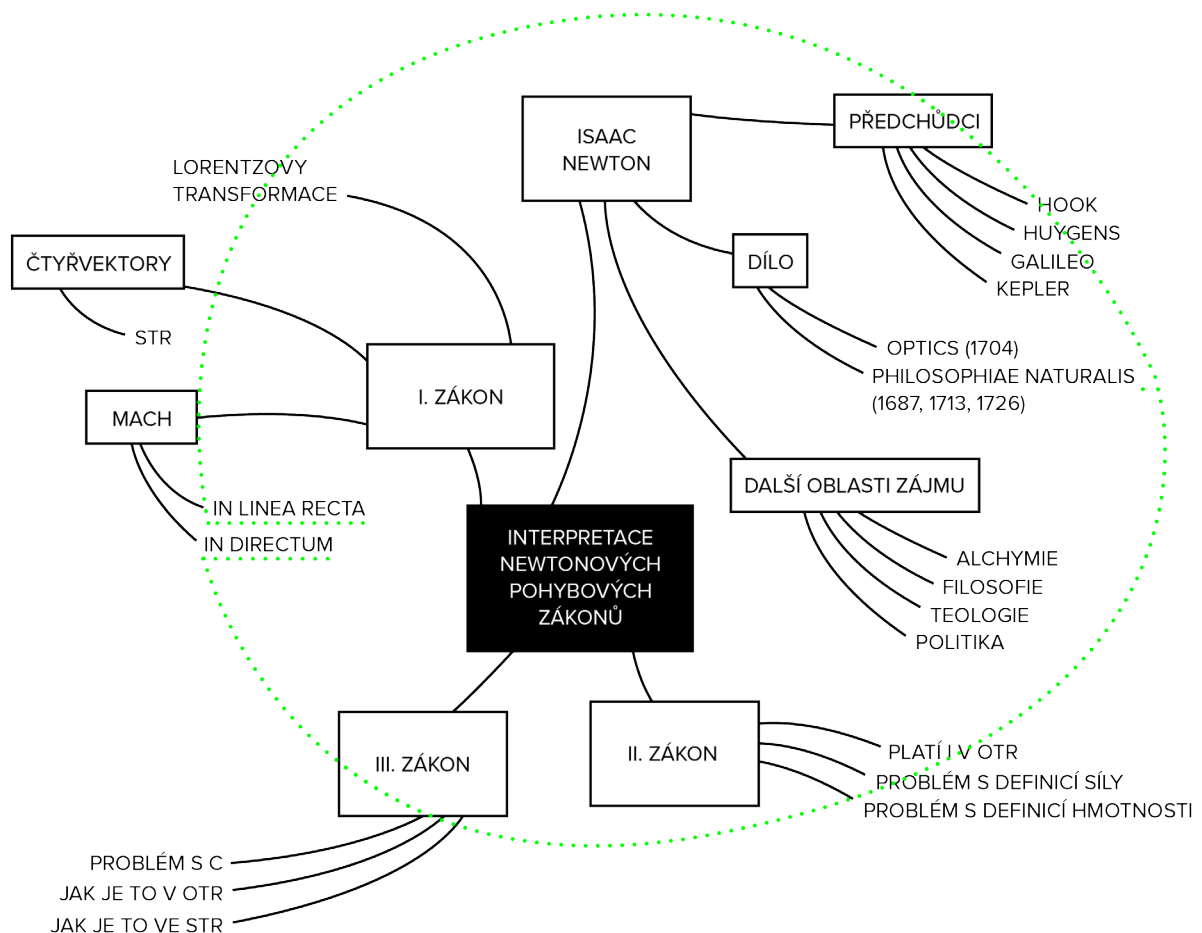 ISAAC
NEWTON
PŘEDCHŮDCI
HOOK
HUYGENS
GALILEO
KEPLER
DÍLO
OPTICS (1704)
PHILOSOPHIAE NATURALIS
(1687, 1713, 1726)
DALŠÍ OBLASTI ZÁJMU
ALCHYMIE
FILOSOFIE
TEOLOGIE
POLITIKA
LORENTZOVY
TRANSFORMACE
ČTYŘVEKTORY
STR
I. ZÁKON
MACH
IN LINEA RECTA
IN DIRECTUM
INTERPRETACE
NEWTONOVÝCH
POHYBOVÝCH
ZÁKONŮ
II. ZÁKON
PLATÍ I V OTR
PROBLÉM S DEFINICÍ SÍLY
PROBLÉM S DEFINICÍ HMOTNOSTI
III. ZÁKON
PROBLÉM S C
JAK JE TO V OTR
JAK JE TO VE STR